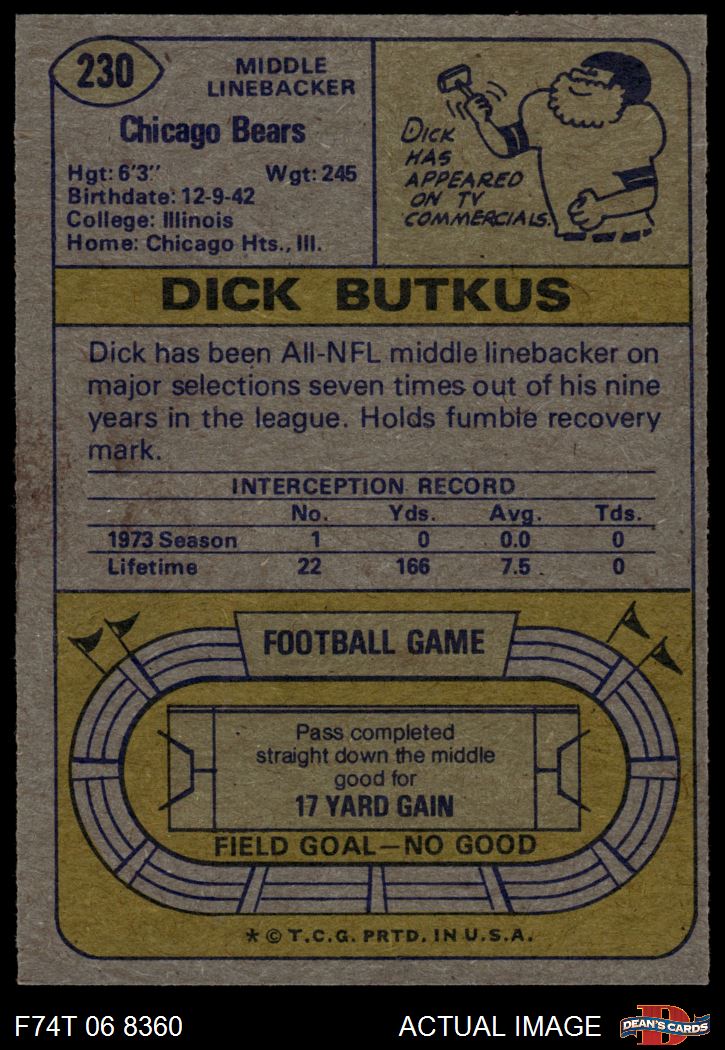 230
MIDDLE
LINEBACKER
Chicago Bears
Hgt: 6'3" Wgt: 245
Birthdate: 12-9-42
College: Illinois
Home: Chicago Hts., Ill.
DICK
HAS
APPEARED
ON TV
COMMERCIALS.
DICK BUTKUS
Dick has been All-NFL middle linebacker on
major selections seven times out of his nine
years in the league. Holds fumble recovery
mark.
INTERCEPTION RECORD
No. Yds. Avg. Tds.
1973 Season 1 0 0.0 0
Lifetime 22 166 7.5 0
FOOTBALL GAME
Pass completed
straight down the middle
good for
17 YARD GAIN
FIELD GOAL—NO GOOD
* © T.C.G. PRTD. IN U.S.A.
F74T 06 8360 ACTUAL IMAGE
D
DEAN'S CARDS